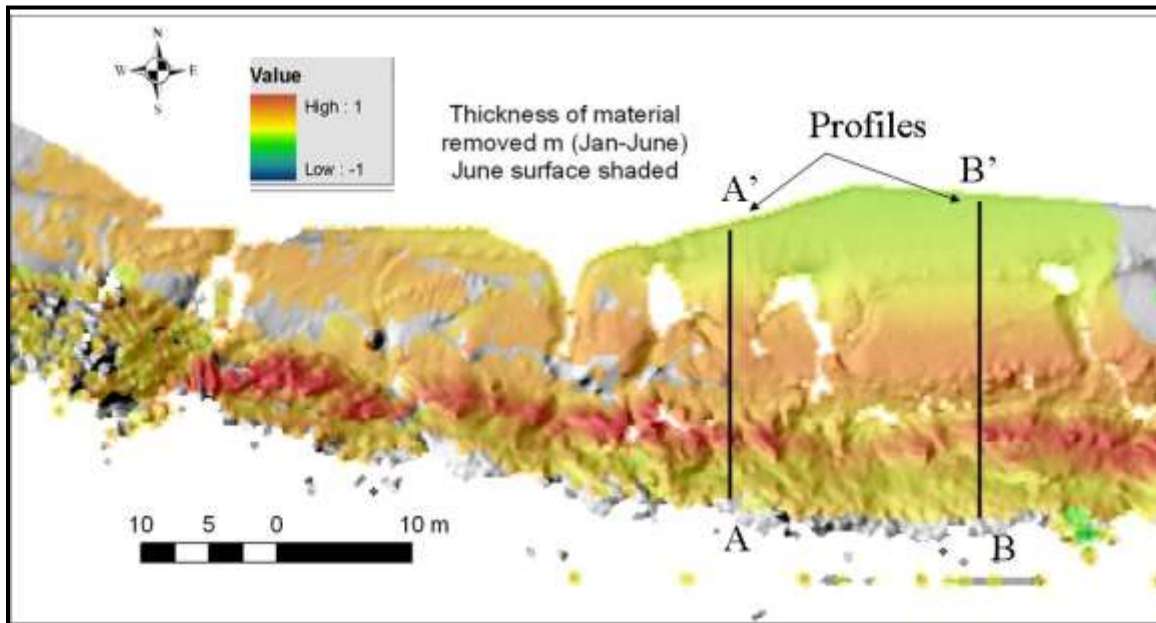 N
W E
S
Value
High : 1
Low : -1
Thickness of material
removed m (Jan-June)
June surface shaded
Profiles
A’
B’
10 5 0 10 m
A
B